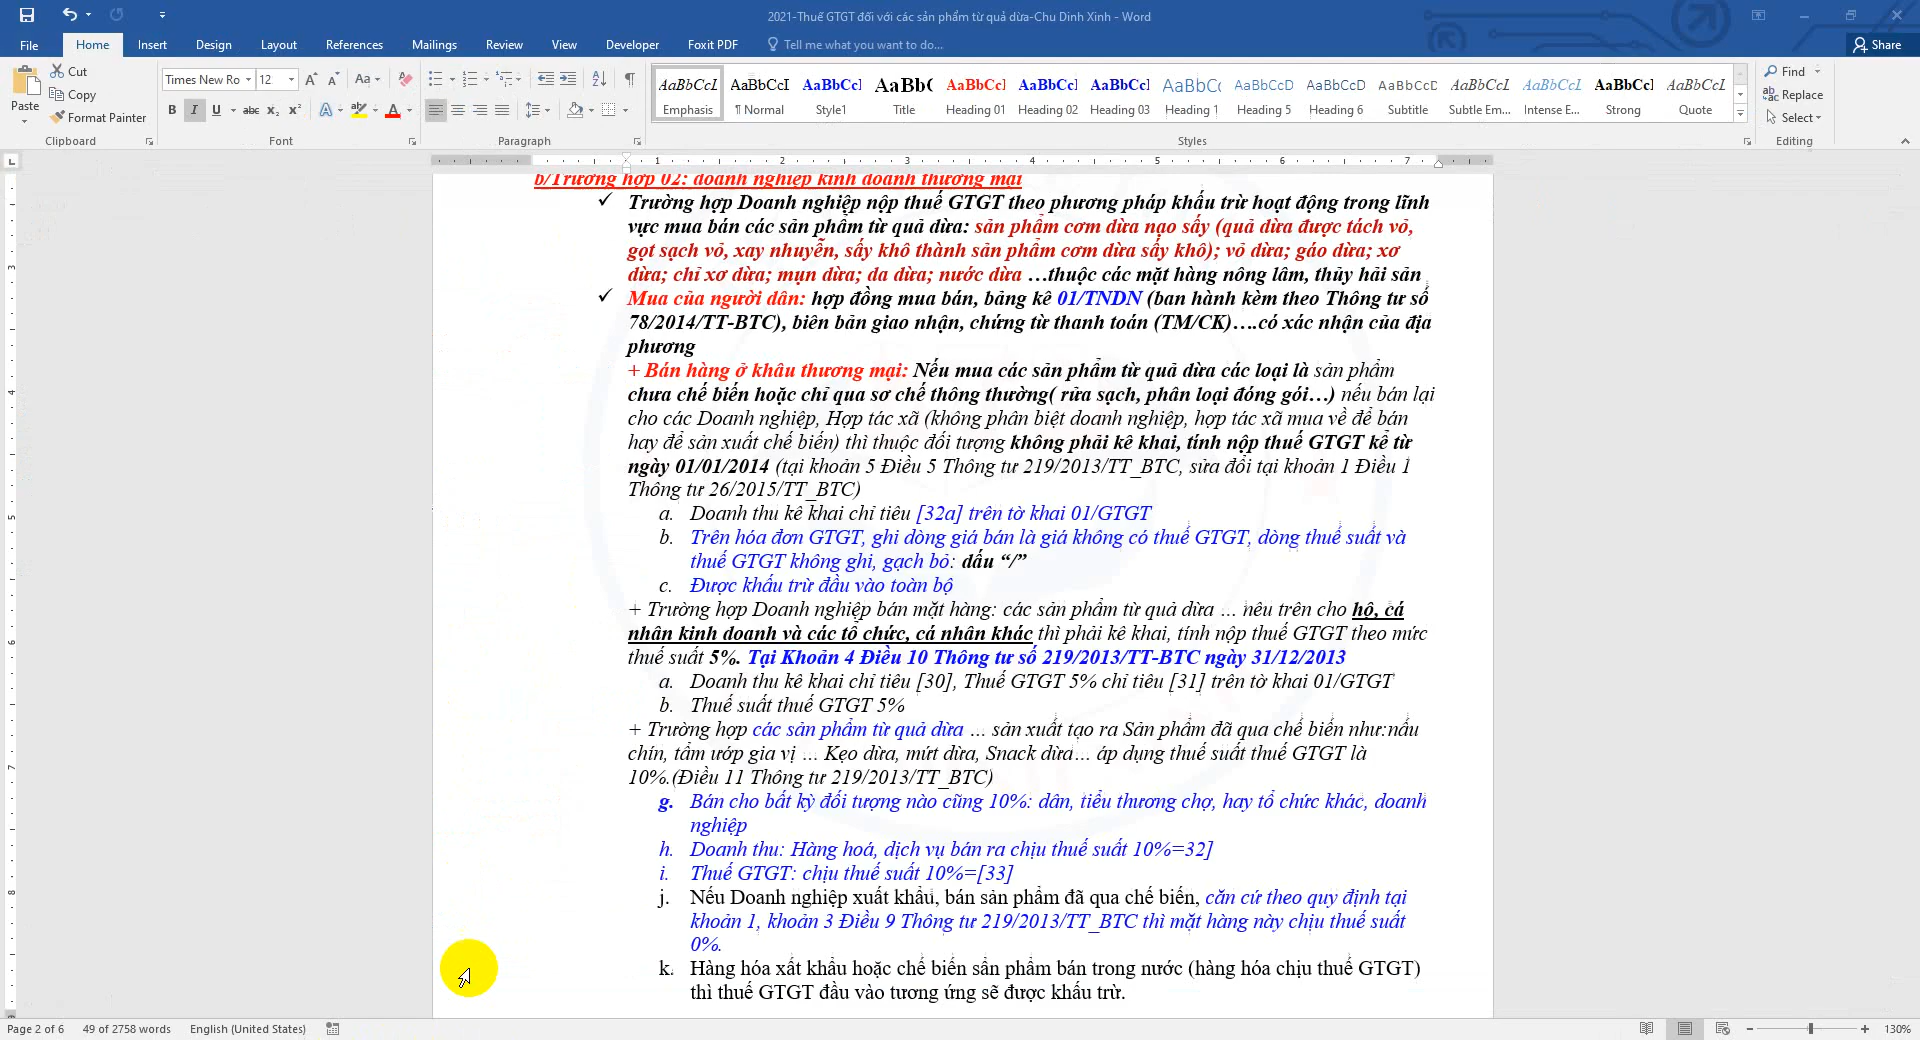 2021-Thuế GTGT đối với các sản phẩm từ quả dừa-Chu Dinh Xinh - Word
File Home Insert Design Layout References Mailings Review View Developer Foxit PDF Tell me what you want to do... Share
Cut
Copy
Format Painter
Paste
Clipboard
Times New Ro 12
Font
Paragraph
AaBbCcL AaBbCcI AaBbCcI AaBb( AaBbCcI AaBbCcI AaBbCcI AaBbCc AaBbCcD AaBbCcD AaBbCcD AaBbCcL AaBbCcL AaBbCcI AaBbCcL
Emphasis ¶ Normal Style1 Title Heading 01 Heading 02 Heading 03 Heading 1 Heading 5 Heading 6 Subtitle Subtle Em... Intense E... Strong Quote
Styles
Find
Replace
Select
Editing
1 2 3 4 5 6 7
b/Trường hợp 02: doanh nghiệp kinh doanh thương mại
✓ Trường hợp Doanh nghiệp nộp thuế GTGT theo phương pháp khấu trừ hoạt động trong lĩnh
vực mua bán các sản phẩm từ quả dừa: sản phẩm cơm dừa nạo sấy (quả dừa được tách vỏ,
gọt sạch vỏ, xay nhuyễn, sấy khô thành sản phẩm cơm dừa sấy khô); vỏ dừa; gáo dừa; xơ
dừa; chỉ xơ dừa; mụn dừa; da dừa; nước dừa …thuộc các mặt hàng nông lâm, thủy hải sản
✓ Mua của người dân: hợp đồng mua bán, bảng kê 01/TNDN (ban hành kèm theo Thông tư số
78/2014/TT-BTC), biên bản giao nhận, chứng từ thanh toán (TM/CK)….có xác nhận của địa
phương
+ Bán hàng ở khâu thương mại: Nếu mua các sản phẩm từ quả dừa các loại là sản phẩm
chưa chế biến hoặc chỉ qua sơ chế thông thường( rửa sạch, phân loại đóng gói…) nếu bán lại
cho các Doanh nghiệp, Hợp tác xã (không phân biệt doanh nghiệp, hợp tác xã mua về để bán
hay để sản xuất chế biến) thì thuộc đối tượng không phải kê khai, tính nộp thuế GTGT kể từ
ngày 01/01/2014 (tại khoản 5 Điều 5 Thông tư 219/2013/TT_BTC, sửa đổi tại khoản 1 Điều 1
Thông tư 26/2015/TT_BTC)
a. Doanh thu kê khai chỉ tiêu [32a] trên tờ khai 01/GTGT
b. Trên hóa đơn GTGT, ghi dòng giá bán là giá không có thuế GTGT, dòng thuế suất và
thuế GTGT không ghi, gạch bỏ: dấu “/”
c. Được khấu trừ đầu vào toàn bộ
+ Trường hợp Doanh nghiệp bán mặt hàng: các sản phẩm từ quả dừa … nêu trên cho hộ, cá
nhân kinh doanh và các tổ chức, cá nhân khác thì phải kê khai, tính nộp thuế GTGT theo mức
thuế suất 5%. Tại Khoản 4 Điều 10 Thông tư số 219/2013/TT-BTC ngày 31/12/2013
a. Doanh thu kê khai chỉ tiêu [30], Thuế GTGT 5% chỉ tiêu [31] trên tờ khai 01/GTGT
b. Thuế suất thuế GTGT 5%
+ Trường hợp các sản phẩm từ quả dừa … sản xuất tạo ra Sản phẩm đã qua chế biến như:nấu
chín, tẩm ướp gia vị … Kẹo dừa, mứt dừa, Snack dừa… áp dụng thuế suất thuế GTGT là
10%.(Điều 11 Thông tư 219/2013/TT_BTC)
g. Bán cho bất kỳ đối tượng nào cũng 10%: dân, tiểu thương chợ, hay tổ chức khác, doanh
nghiệp
h. Doanh thu: Hàng hoá, dịch vụ bán ra chịu thuế suất 10%=32]
i. Thuế GTGT: chịu thuế suất 10%=[33]
j. Nếu Doanh nghiệp xuất khẩu, bán sản phẩm đã qua chế biến, căn cứ theo quy định tại
khoản 1, khoản 3 Điều 9 Thông tư 219/2013/TT_BTC thì mặt hàng này chịu thuế suất
0%.
k. Hàng hóa xất khẩu hoặc chế biến sẩn phẩm bán trong nước (hàng hóa chịu thuế GTGT)
thì thuế GTGT đầu vào tương ứng sẽ được khấu trừ.
Page 2 of 6 49 of 2758 words English (United States) 130%